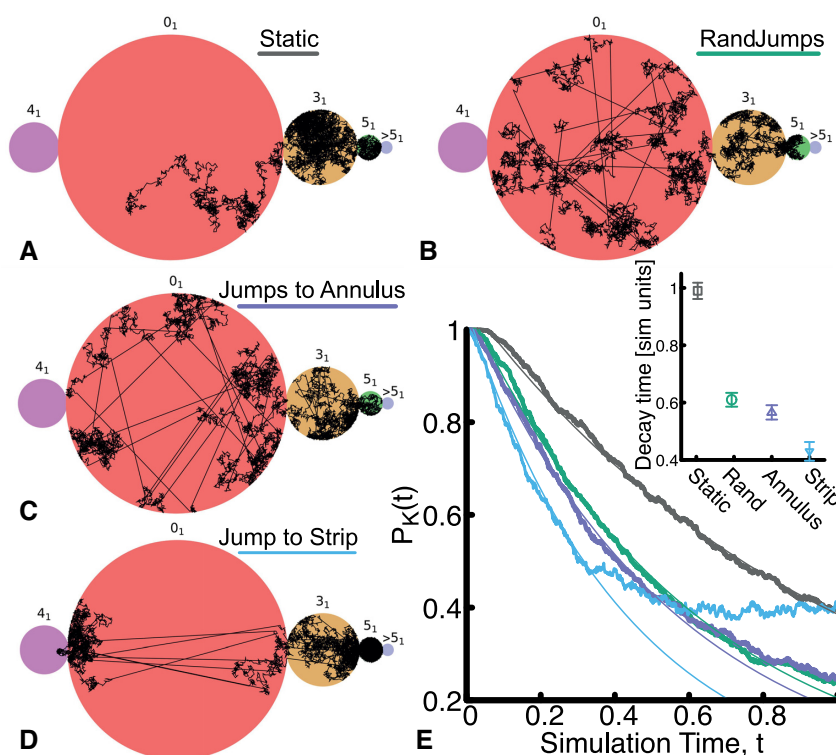 0₁
Static
4₁
3₁
5₁
>5₁
A
0₁
RandJumps
4₁
3₁
5₁
>5₁
B
0₁
Jumps to Annulus
4₁
3₁
5₁
>5₁
C
0₁
Jump to Strip
4₁
3₁
5₁
>5₁
D
Decay time [sim units]
1
0.8
0.6
0.4
Static
Rand
Annulus
Strip
P_K(t)
1
0.8
0.6
0.4
0.2
0
0.2
0.4
0.6
0.8
1
E
Simulation Time, t